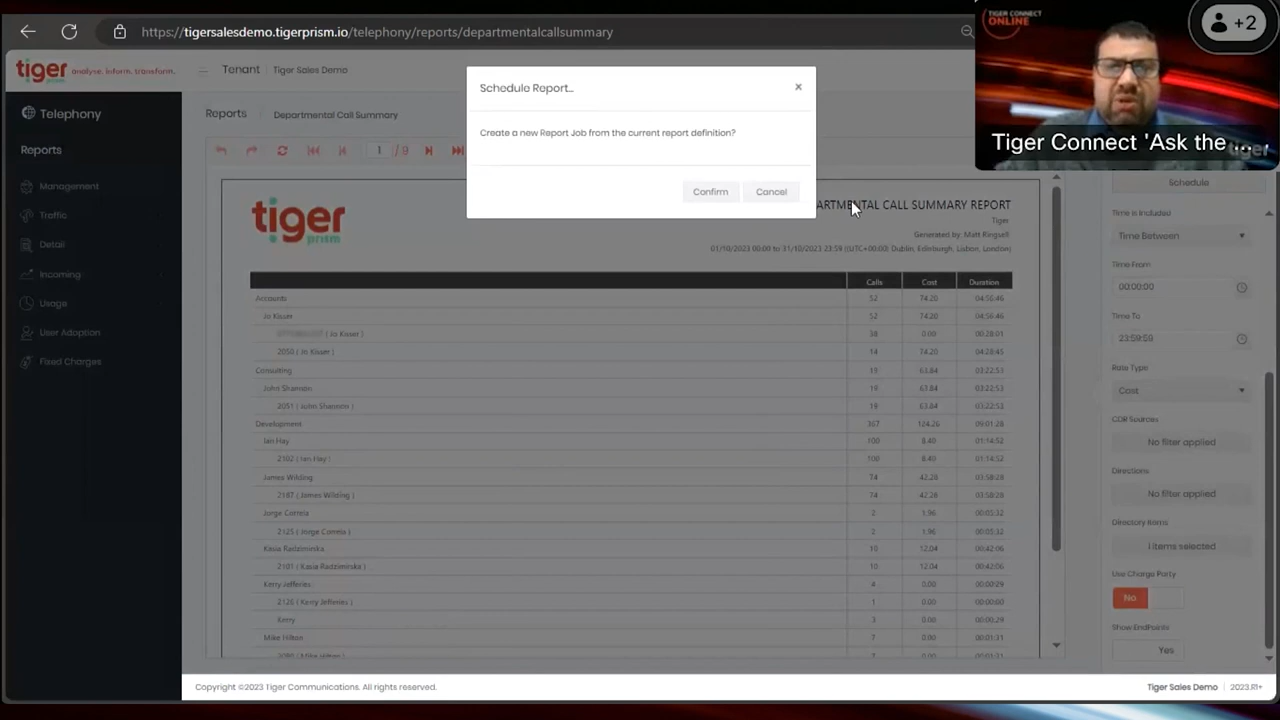 https://tigersalesdemo.tigerprism.io/telephony/reports/departmentalcallsummary
TIGER CONNECT
ONLINE
+2
Tiger Connect 'Ask the ...
tiger
tiger analyse. inform. transform.
prism
Tenant Tiger Sales Demo
Telephony
Reports
Management
Traffic
Detail
Incoming
Usage
User Adoption
Fixed Charges
Reports Departmental Call Summary
1 / 9
Schedule Report...
×
Create a new Report Job from the current report definition?
Confirm Cancel
tiger
prism
ARTMENTAL CALL SUMMARY REPORT
Tiger
Generated by: Matt Ringsell
01/10/2023 00:00 to 31/10/2023 23:59 ((UTC+00:00) Dublin, Edinburgh, Lisbon, London)
Calls Cost Duration
Accounts 52 74.20 04:56:46
Jo Kisser 52 74.20 04:56:46
( Jo Kisser ) 38 0.00 00:28:01
2050 ( Jo Kisser ) 14 74.20 04:28:45
Consulting 19 63.84 03:22:53
John Shannon 19 63.84 03:22:53
2051 ( John Shannon ) 19 63.84 03:22:53
Development 307 124.26 09:01:28
Ian Hay 100 8.40 01:14:52
2102 ( Ian Hay ) 100 8.40 01:14:52
James Wilding 74 42.28 03:58:28
2187 ( James Wilding ) 74 42.28 03:58:28
Jorge Correia 2 1.96 00:05:32
2125 ( Jorge Correia ) 2 1.96 00:05:32
Kasia Radziminska 10 12.04 00:42:06
2101 ( Kasia Radziminska ) 10 12.04 00:42:06
Kerry Jefferies 4 0.00 00:00:29
2126 ( Kerry Jefferies ) 1 0.00 00:00:00
Kerry 3 0.00 00:00:29
Mike Hilton 7 0.00 00:01:31
Schedule
Time is Included
Time Between
Time From
00:00:00
Time To
23:59:59
Rate Type
Cost
CDR Sources
No filter applied
Directions
No filter applied
Directory Items
1 items selected
Use Charge Party
No
Show EndPoints
Yes
Copyright ©2023 Tiger Communications. All rights reserved.
Tiger Sales Demo 2023.R1+